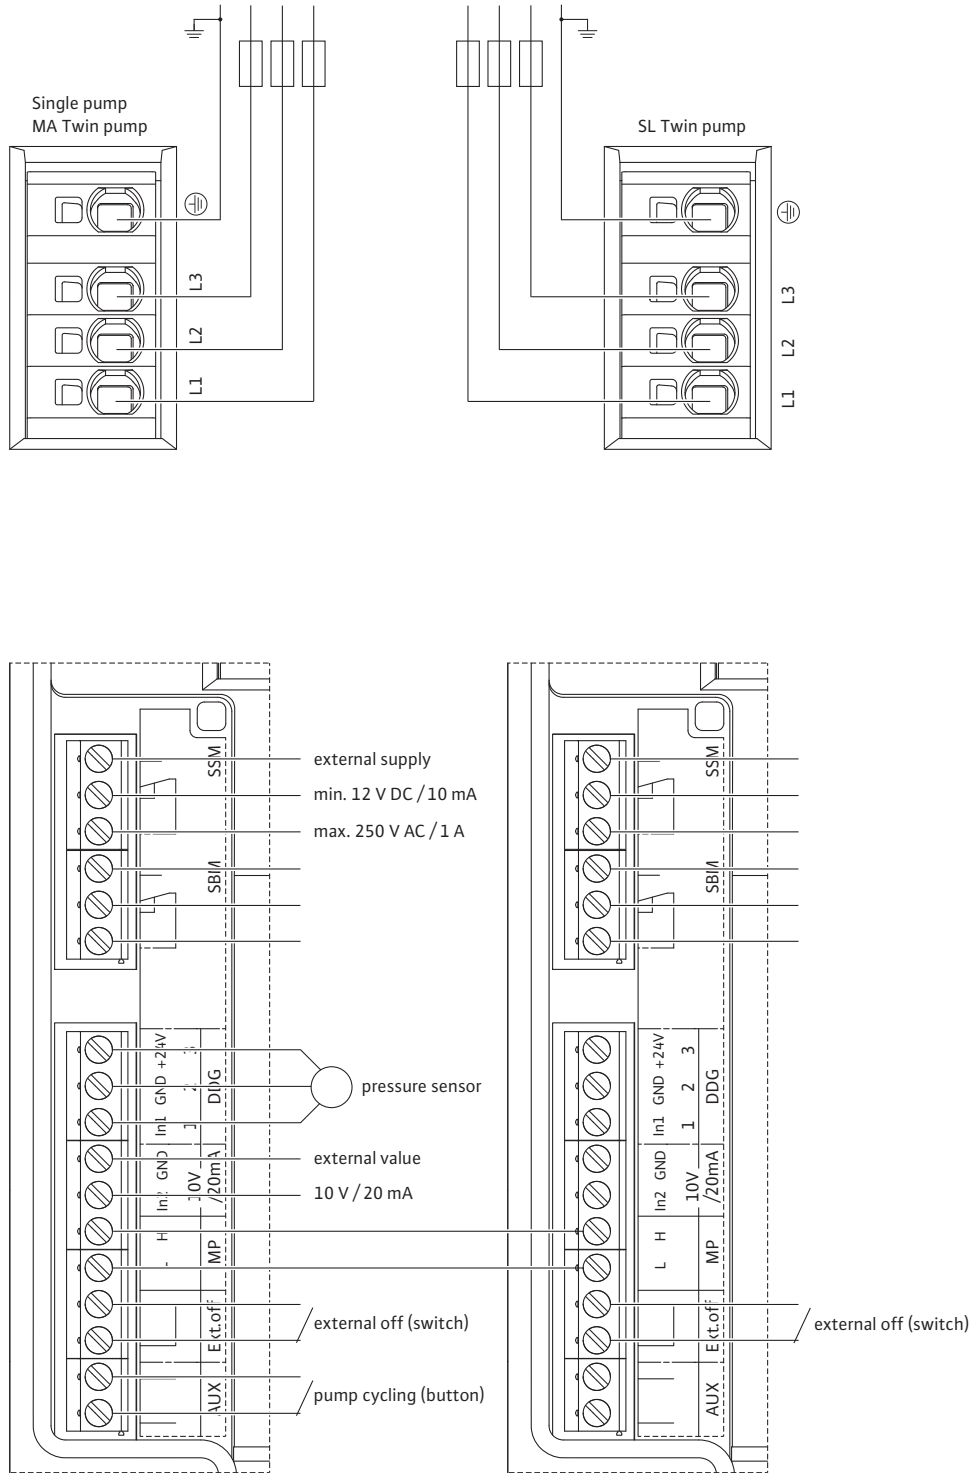 Single pump
MA Twin pump
SL Twin pump
L3
L2
L1
L3
L2
L1
SSM
external supply
min. 12 V DC / 10 mA
max. 250 V AC / 1 A
SBM
SSM
SBM
In1 GND +24V
1 2 3
DDG
pressure sensor
In2 GND
10V
/20mA
external value
10 V / 20 mA
H
MP
Ext.off
external off (switch)
AUX
pump cycling (button)
In1 GND +24V
1 2 3
DDG
In2 GND
10V
/20mA
L H
MP
Ext.off
external off (switch)
AUX